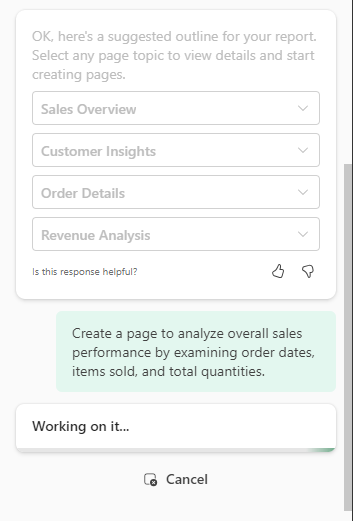 OK, here's a suggested outline for your report.
Select any page topic to view details and start
creating pages.
Sales Overview
Customer Insights
Order Details
Revenue Analysis
Is this response helpful?
Create a page to analyze overall sales
performance by examining order dates,
items sold, and total quantities.
Working on it...
Cancel